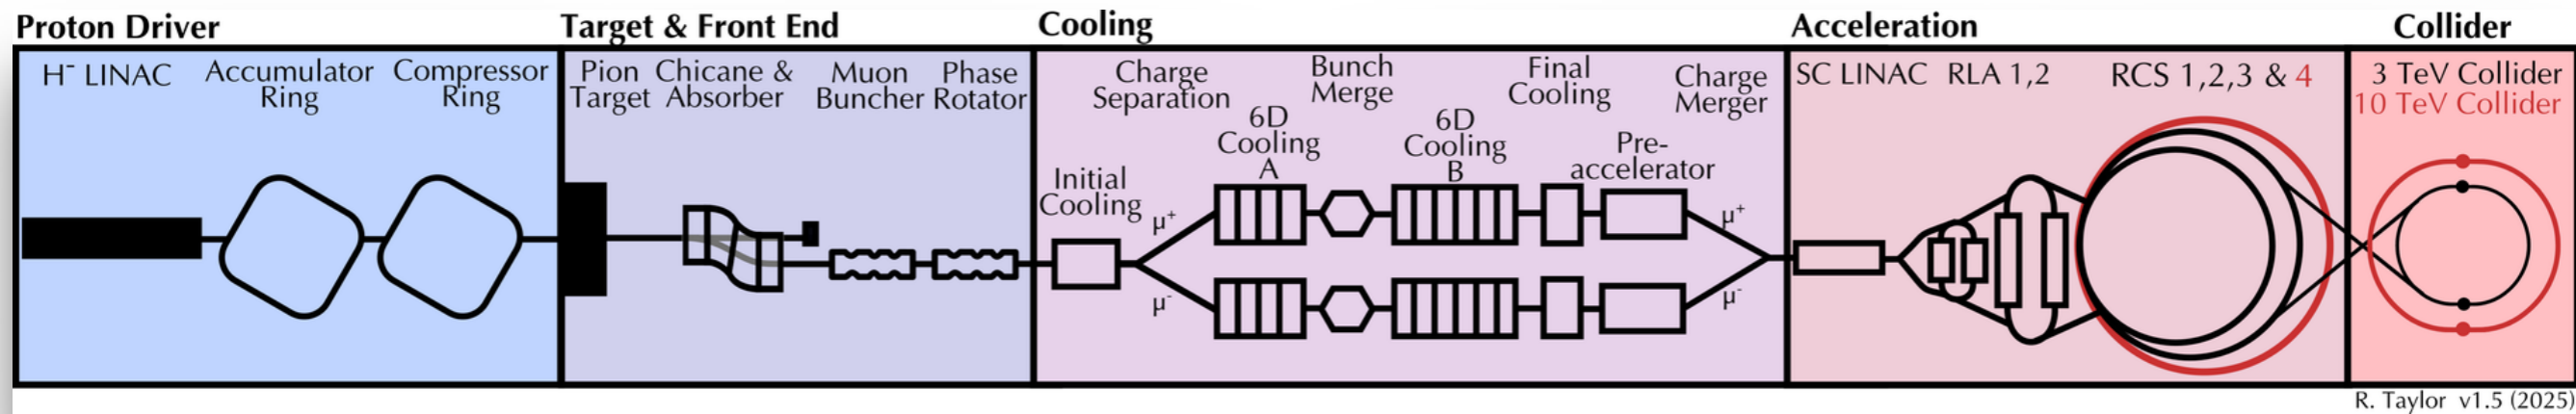 Proton Driver
Target & Front End
Cooling
Acceleration
Collider
H⁻ LINAC
Accumulator
Ring
Compressor
Ring
Pion
Target
Chicane &
Absorber
Muon
Buncher
Phase
Rotator
Initial
Cooling
Charge
Separation
μ⁺
μ⁻
6D
Cooling
A
Bunch
Merge
6D
Cooling
B
Final
Cooling
Pre-
accelerator
Charge
Merger
μ⁺
μ⁻
SC LINAC
RLA 1,2
RCS 1,2,3 & 4
3 TeV Collider
10 TeV Collider
R. Taylor v1.5 (2025)